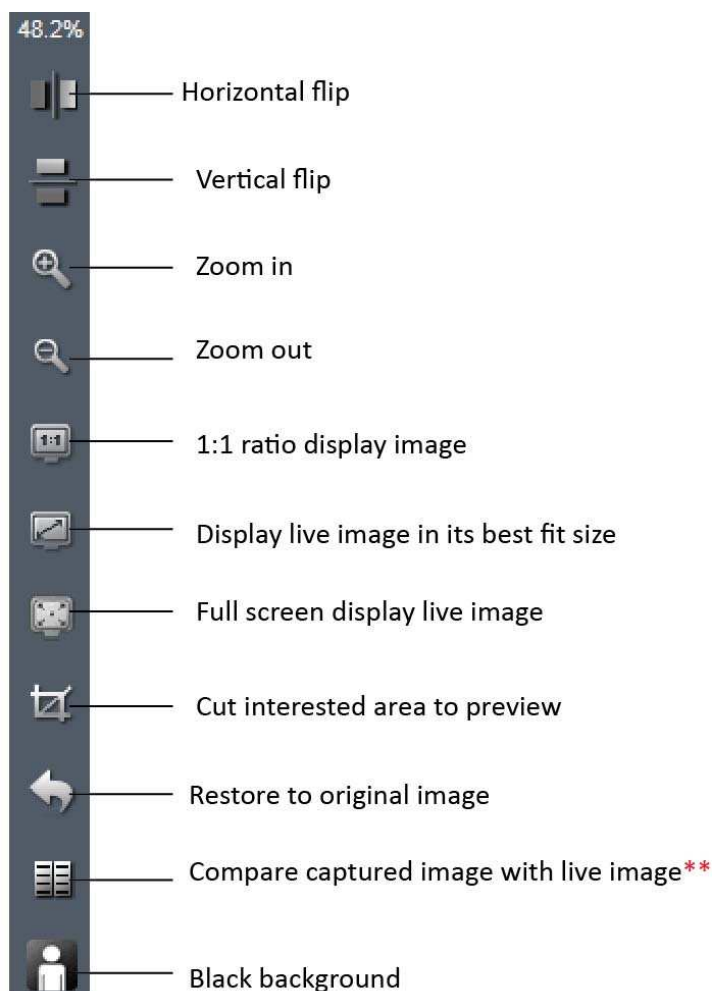 48.2%
Horizontal flip
Vertical flip
Zoom in
Zoom out
1:1
1:1 ratio display image
Display live image in its best fit size
Full screen display live image
Cut interested area to preview
Restore to original image
Compare captured image with live image**
Black background